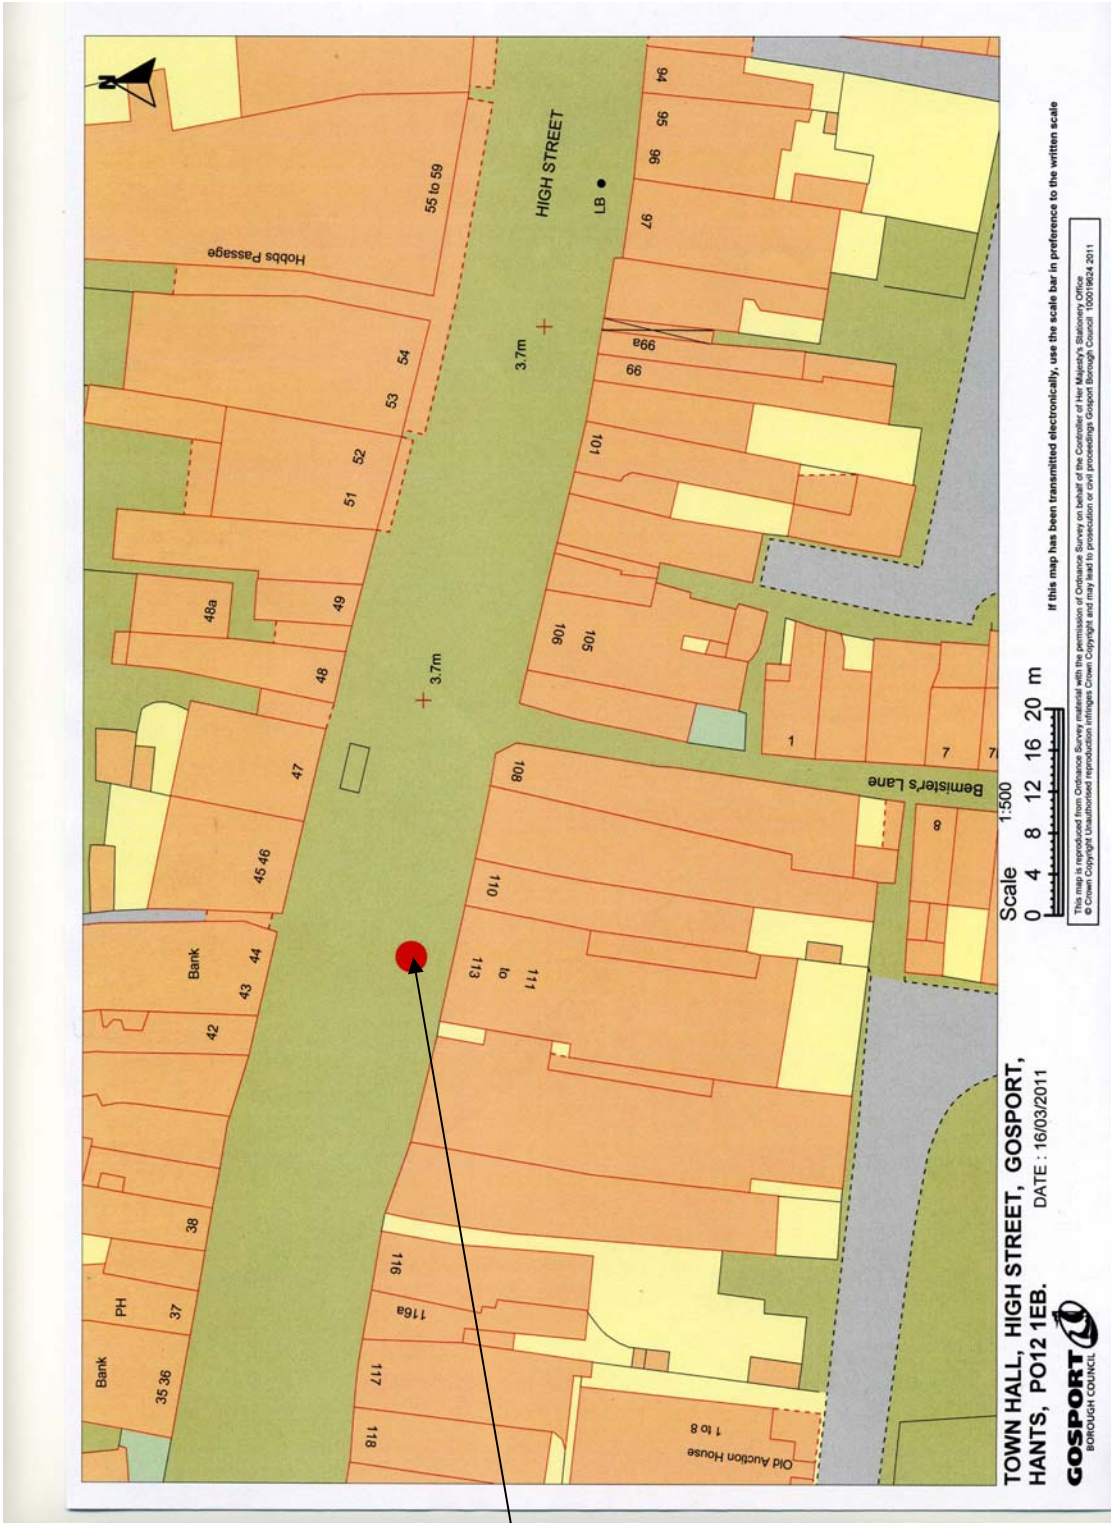 N
Bank
35 36
PH
37
38
42
43
44
Bank
45 46
47
48
48a
49
51
52
53
54
Hobbs Passage
55 to 59
HIGH STREET
LB
3.7m
3.7m
94
95
96
97
99a
99
101
106
105
108
110
111
to
113
116
116a
117
118
1
7
8
Bemister's Lane
1 to 8
Old Auction House
TOWN HALL, HIGH STREET, GOSPORT,
HANTS, PO12 1EB.
DATE : 16/03/2011
GOSPORT
BOROUGH COUNCIL
Scale 1:500
0 4 8 12 16 20 m
If this map has been transmitted electronically, use the scale bar in preference to the written scale
This map is reproduced from Ordnance Survey material with the permission of Ordnance Survey on behalf of the Controller of Her Majesty's Stationery Office
© Crown Copyright Unauthorised reproduction infringes Crown Copyright and may lead to prosecution or civil proceedings Gosport Borough Council 100019624 2011